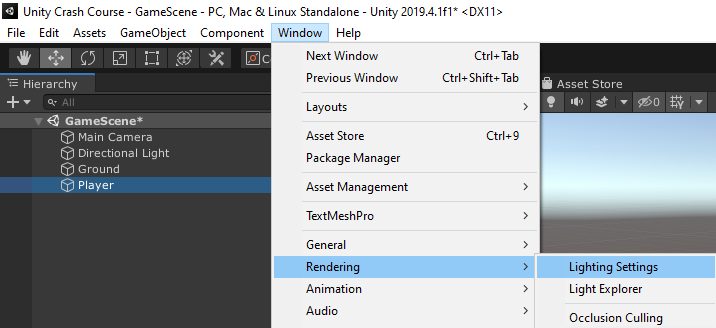 Unity Crash Course - GameScene - PC, Mac & Linux Standalone - Unity 2019.4.1f1* <DX11>
File Edit Assets GameObject Component Window Help
Hierarchy
All
GameScene*
Main Camera
Directional Light
Ground
Player
Next Window Ctrl+Tab
Previous Window Ctrl+Shift+Tab
Layouts
Asset Store Ctrl+9
Package Manager
Asset Management
TextMeshPro
General
Rendering
Animation
Audio
Asset Store
0
Lighting Settings
Light Explorer
Occlusion Culling